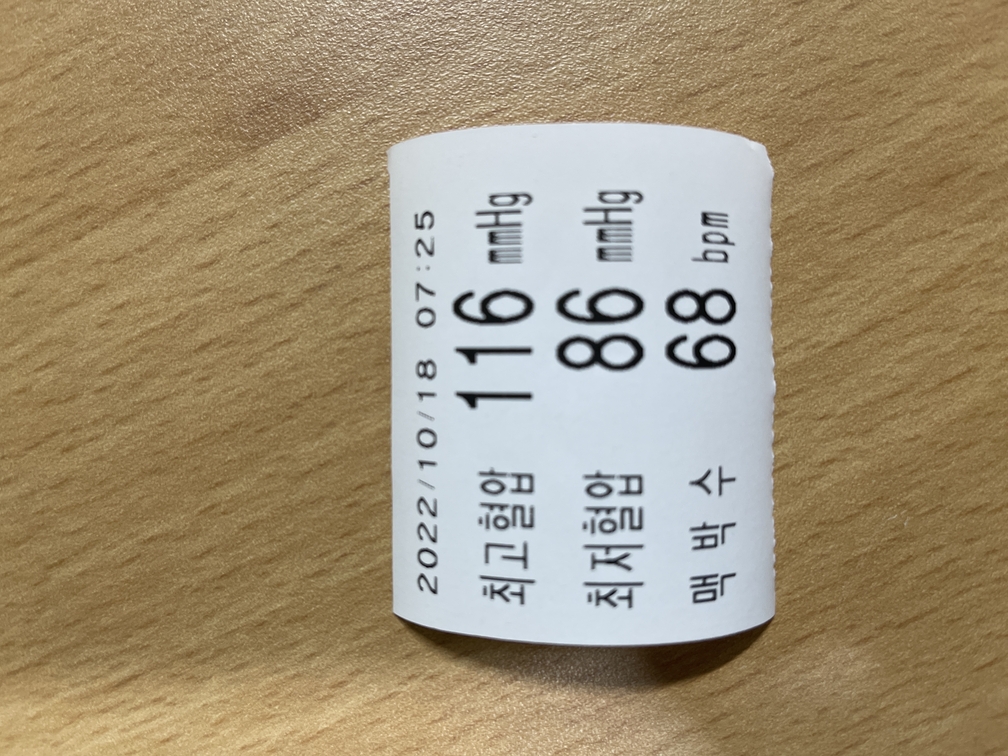 2022/10/18 07:25
최고혈압 116 mmHg
최저혈압 86 mmHg
맥 박 수 68 bpm